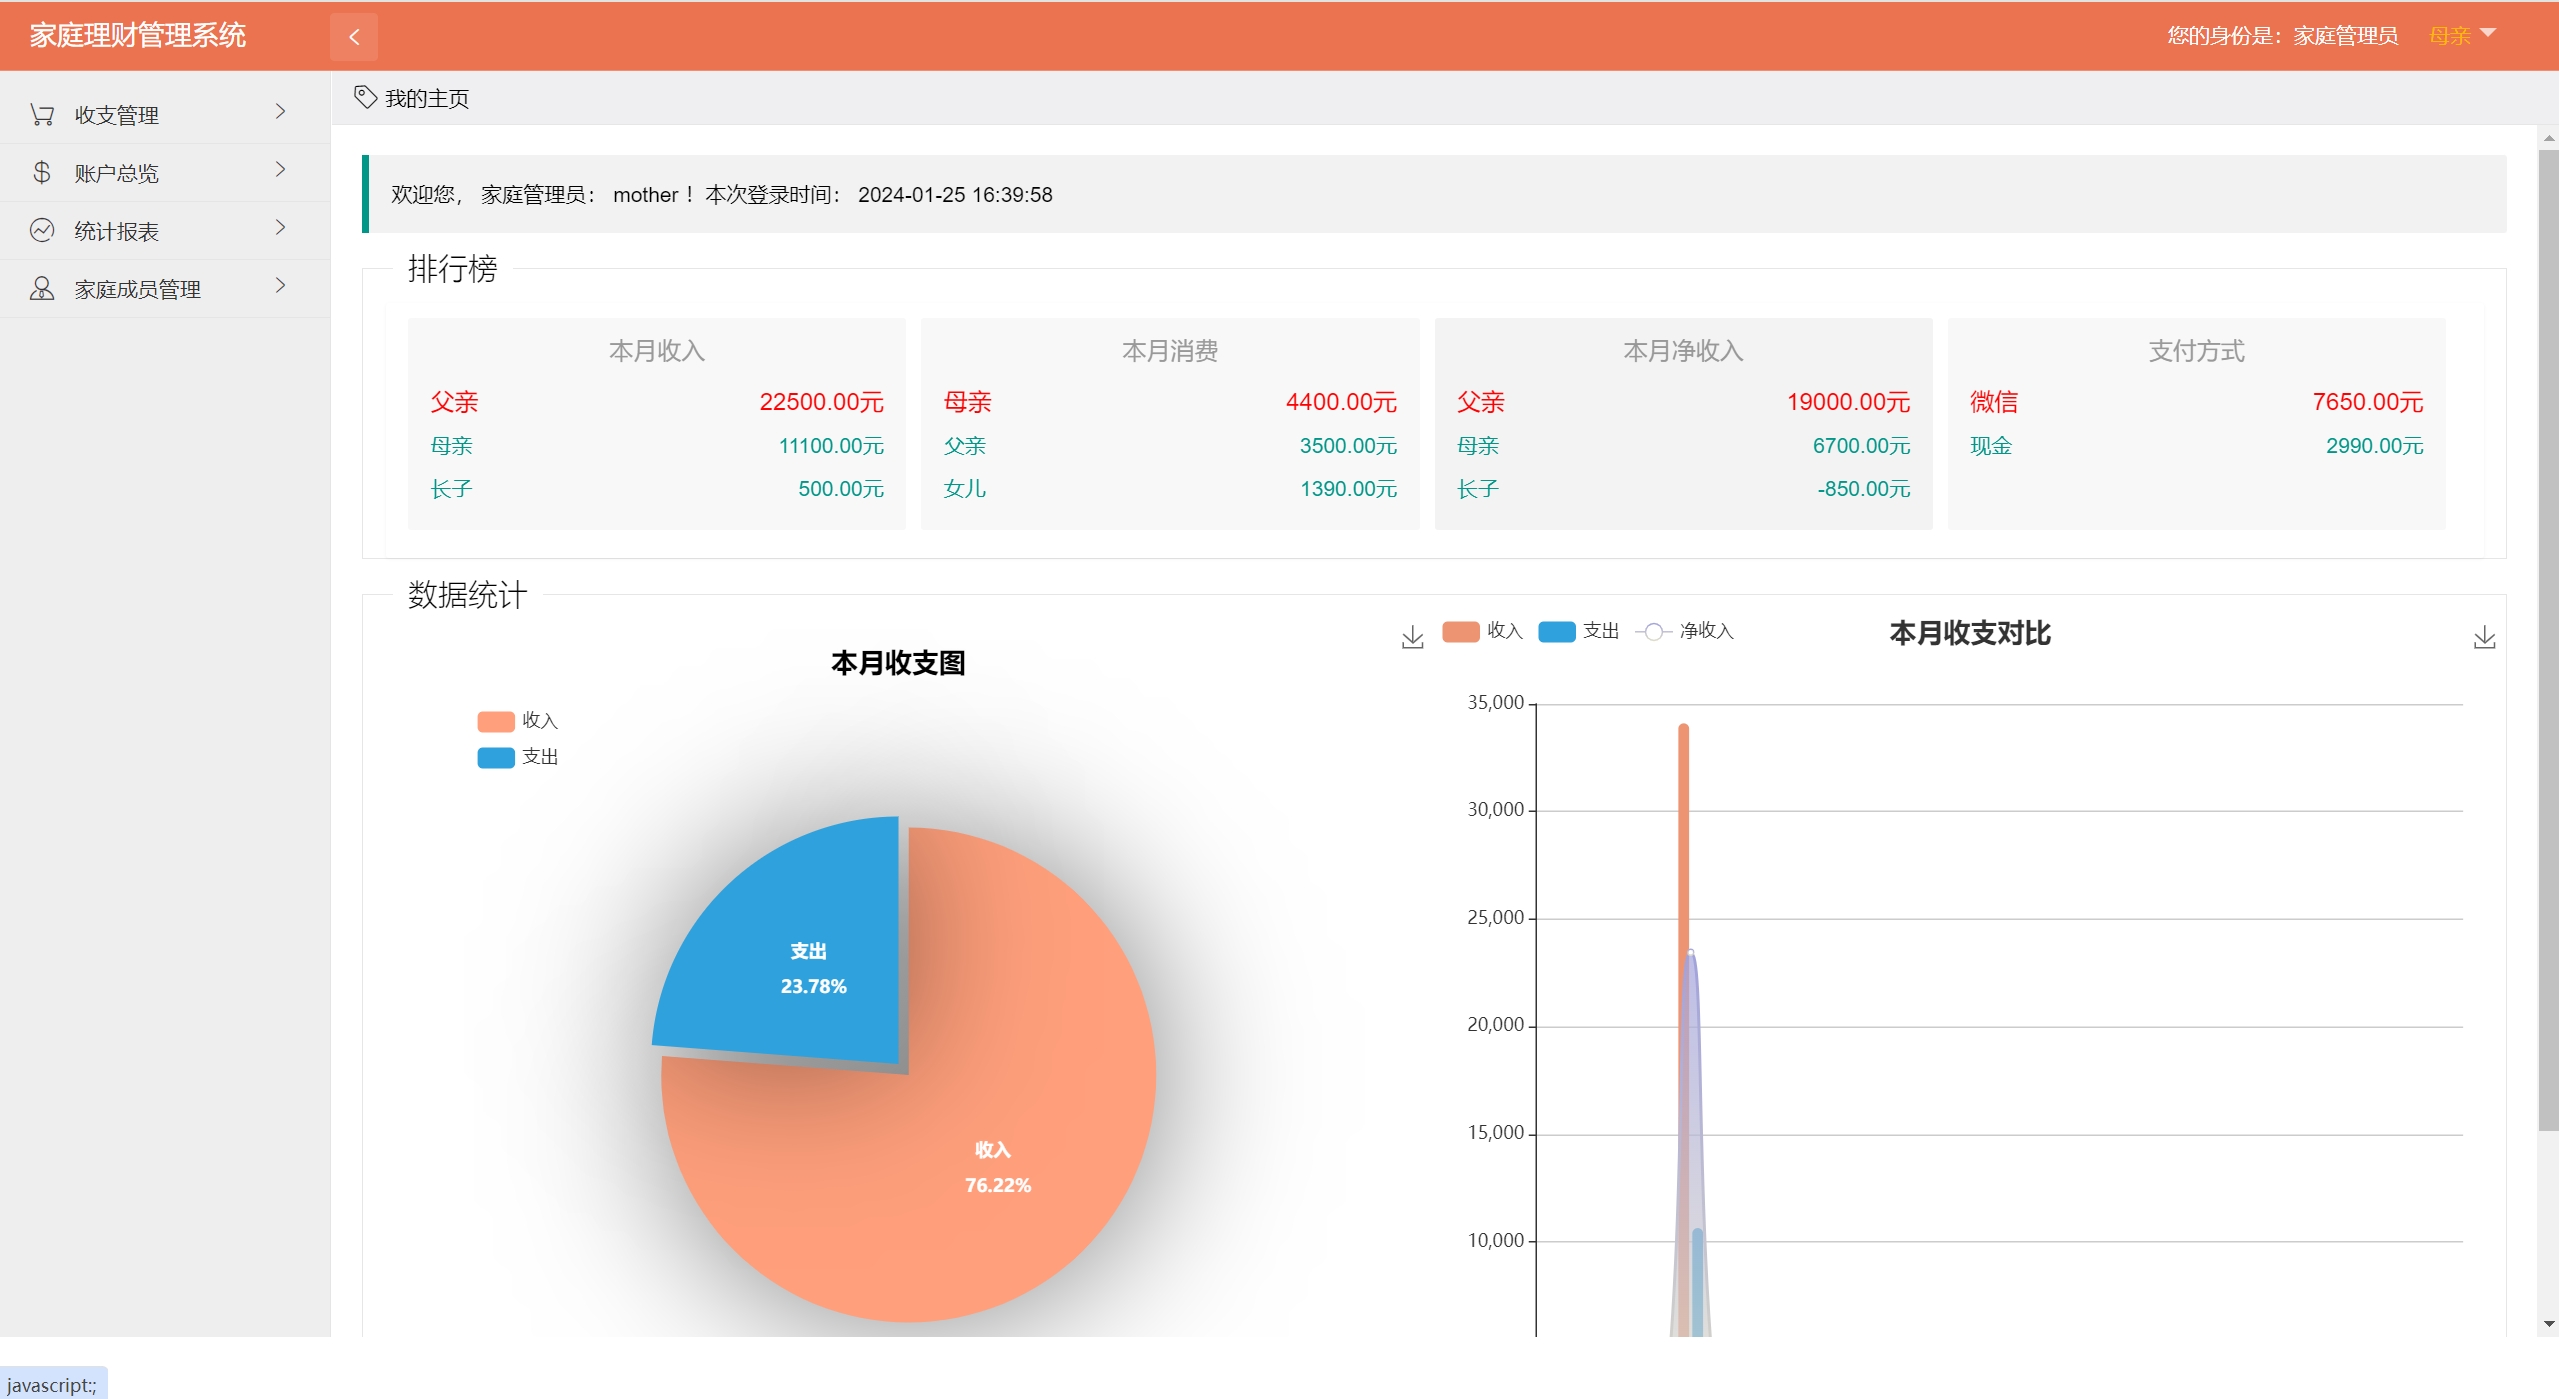 家庭理财管理系统
您的身份是：家庭管理员 母亲
收支管理
账户总览
统计报表
家庭成员管理
我的主页
欢迎您， 家庭管理员： mother！ 本次登录时间： 2024-01-25 16:39:58
排行榜
本月收入
父亲 22500.00元
母亲 11100.00元
长子 500.00元
本月消费
母亲 4400.00元
父亲 3500.00元
女儿 1390.00元
本月净收入
父亲 19000.00元
母亲 6700.00元
长子 -850.00元
支付方式
微信 7650.00元
现金 2990.00元
数据统计
本月收支图
收入
支出
支出
23.78%
收入
76.22%
收入 支出 净收入
本月收支对比
35,000
30,000
25,000
20,000
15,000
10,000
javascript:;